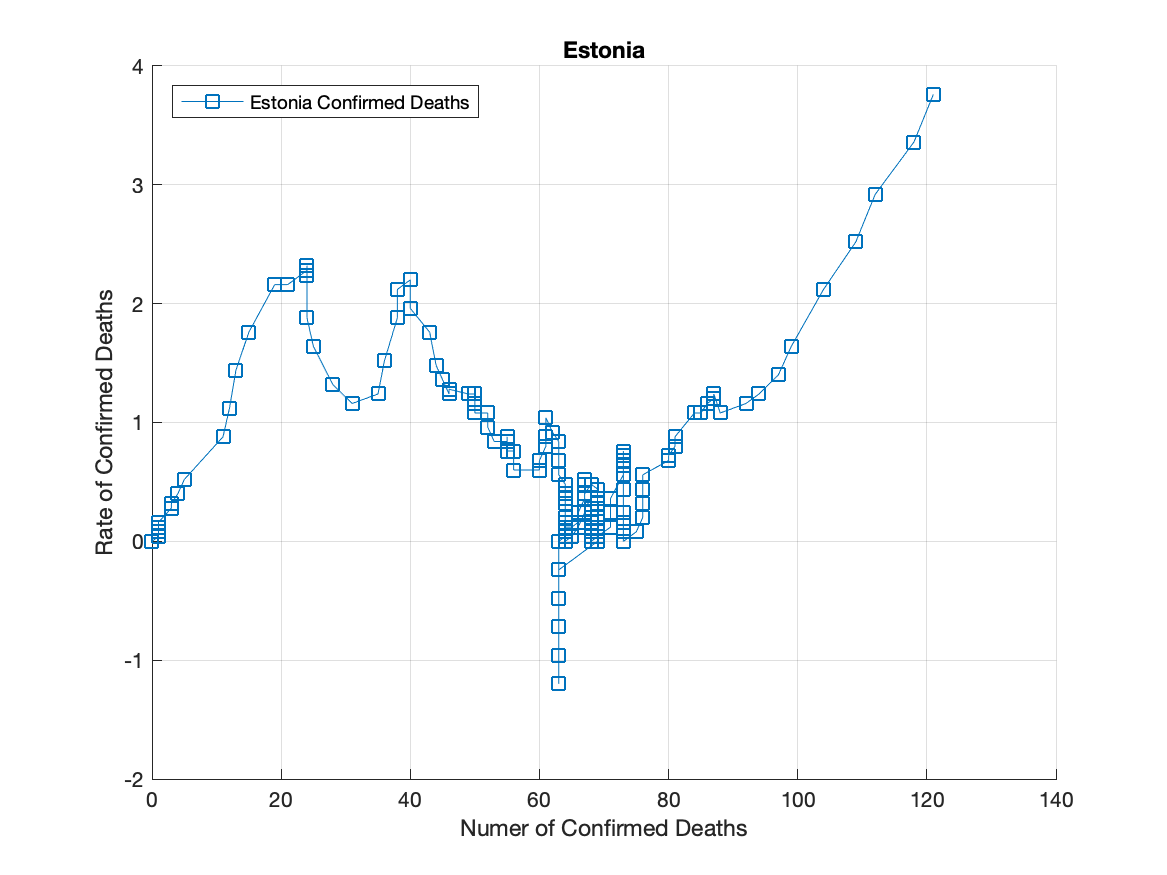 Estonia
Estonia Confirmed Deaths
Rate of Confirmed Deaths
4
3
2
1
0
-1
-2
0 20 40 60 80 100 120 140
Numer of Confirmed Deaths